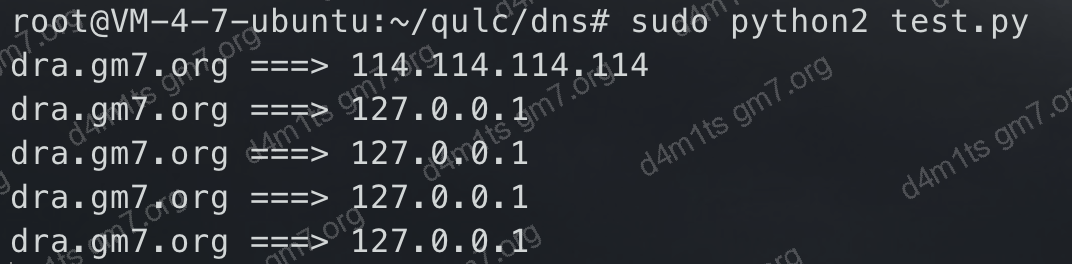 root@VM-4-7-ubuntu:~/qulc/dns# sudo python2 test.py
dra.gm7.org ===> 114.114.114.114
dra.gm7.org ===> 127.0.0.1
dra.gm7.org ===> 127.0.0.1
dra.gm7.org ===> 127.0.0.1
dra.gm7.org ===> 127.0.0.1
d4m1ts gm7.org
d4m1ts gm7.org
d4m1ts gm7.org
d4m1ts gm7.org
d4m1ts gm7.org